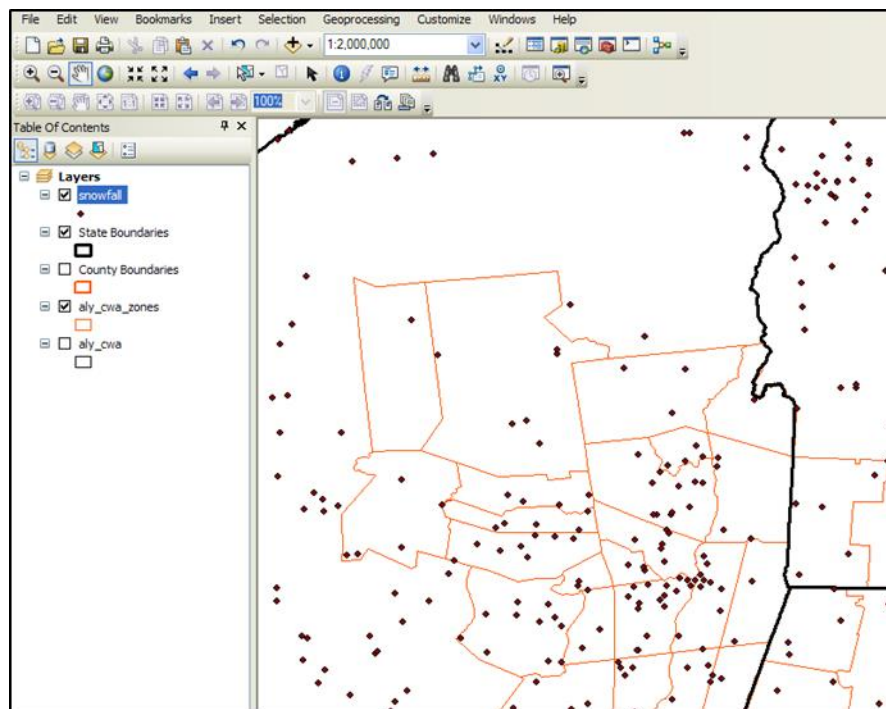 File Edit View Bookmarks Insert Selection Geoprocessing Customize Windows Help
1:2,000,000
100%
Table Of Contents
Layers
snowfall
State Boundaries
County Boundaries
aly_cwa_zones
aly_cwa